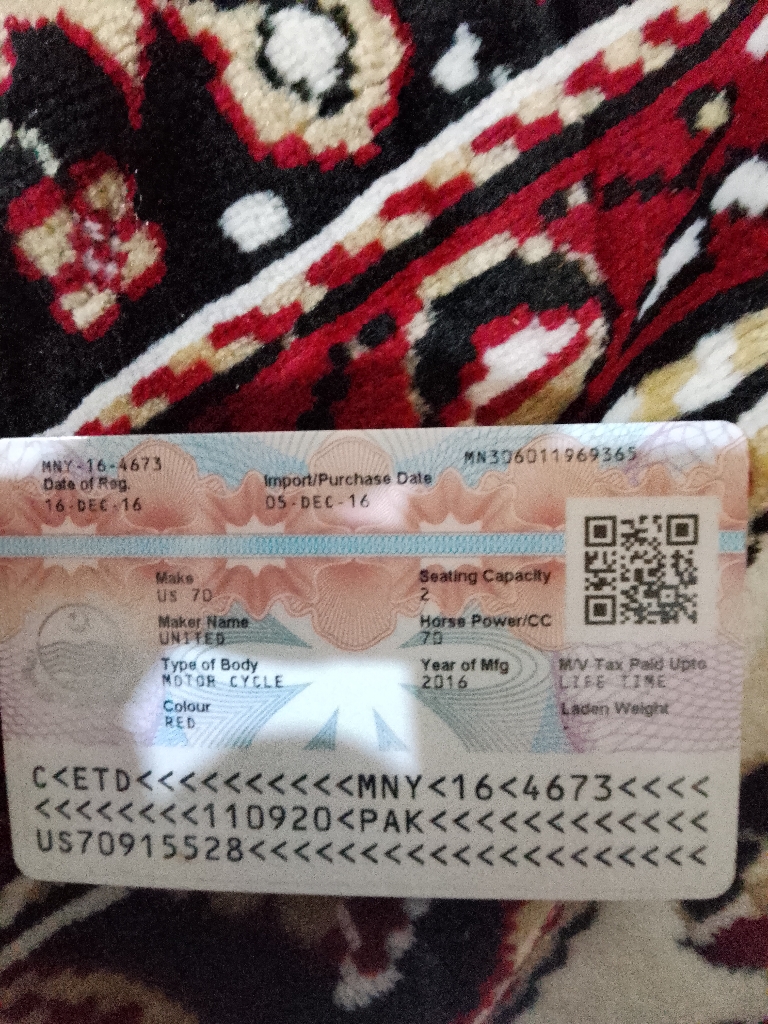 MNY-16-4673
MN306011969365
Date of Reg.
Import/Purchase Date
16-DEC-16
05-DEC-16
Make
US 70
Seating Capacity
2
Maker Name
UNITED
Horse Power/CC
70
Type of Body
MOTOR CYCLE
Year of Mfg
2016
M/V Tax Paid Upto
LIFE TIME
Colour
RED
Laden Weight
-
C<ETD<<<<<<<<<<<MNY<16<4673<<<<
<<<<<<<<110920<PAK<<<<<<<<<<<<<
US70915528<<<<<<<<<<<<<<<<<<<<<